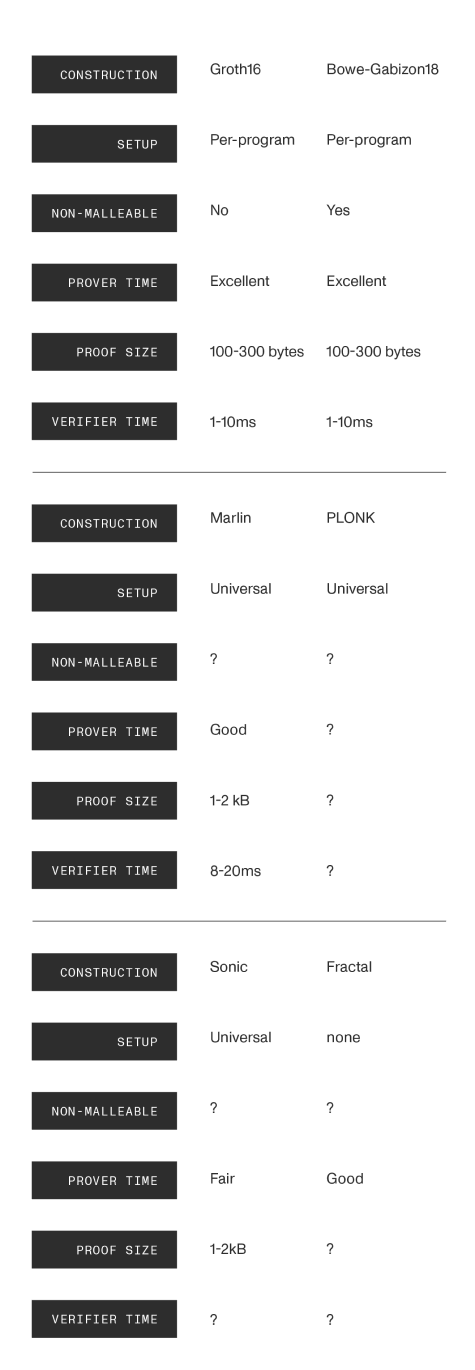 CONSTRUCTION Groth16 Bowe-Gabizon18
SETUP Per-program Per-program
NON-MALLEABLE No Yes
PROVER TIME Excellent Excellent
PROOF SIZE 100-300 bytes 100-300 bytes
VERIFIER TIME 1-10ms 1-10ms
CONSTRUCTION Marlin PLONK
SETUP Universal Universal
NON-MALLEABLE ? ?
PROVER TIME Good ?
PROOF SIZE 1-2 kB ?
VERIFIER TIME 8-20ms ?
CONSTRUCTION Sonic Fractal
SETUP Universal none
NON-MALLEABLE ? ?
PROVER TIME Fair Good
PROOF SIZE 1-2kB ?
VERIFIER TIME ? ?